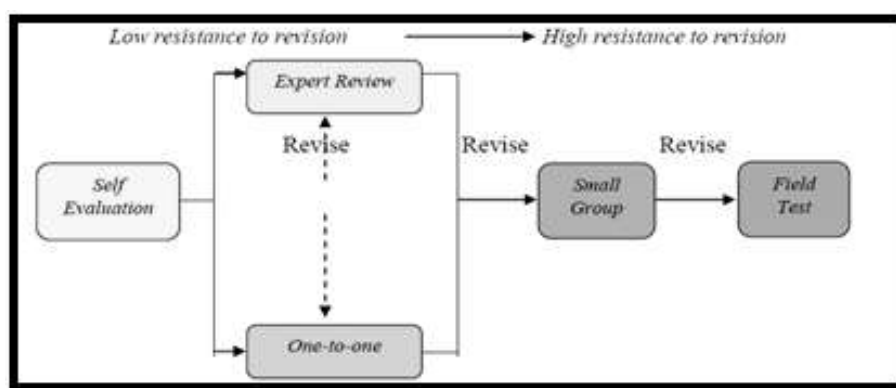 Low resistance to revision
High resistance to revision
Expert Review
Revise
Revise
Revise
Self
Evaluation
Small
Group
Field
Test
One-to-one